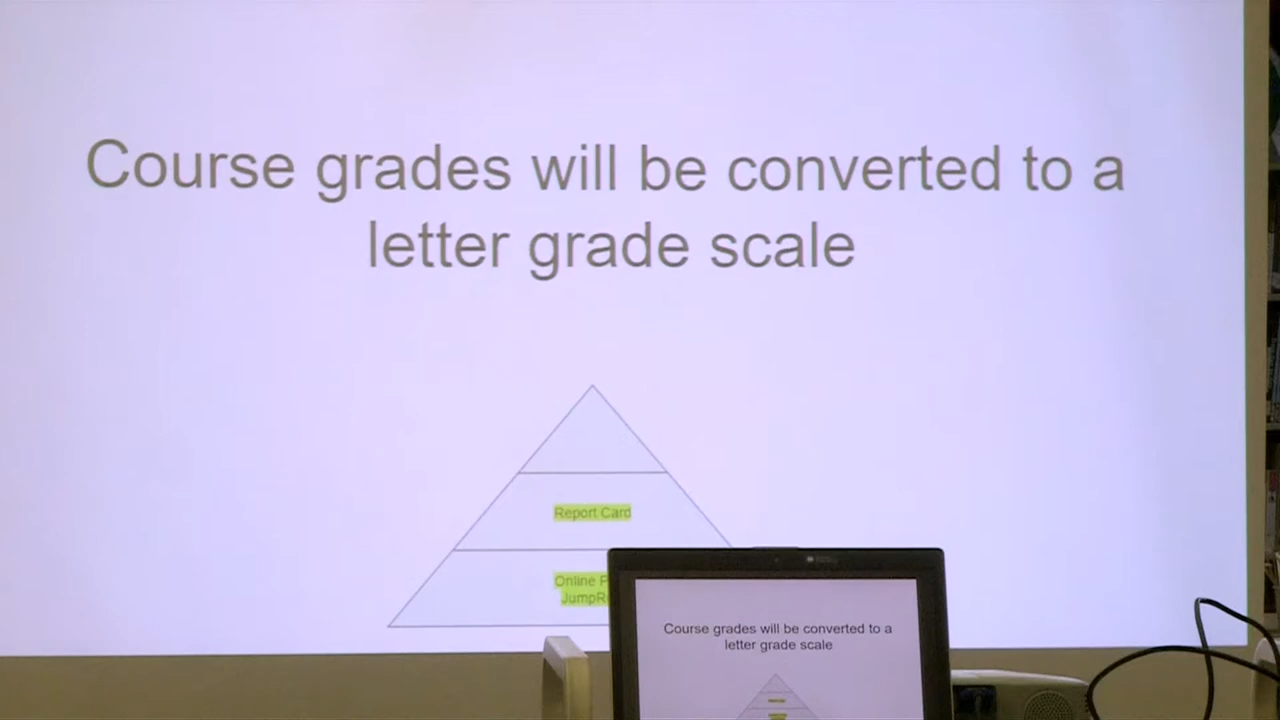 Course grades will be converted to a
letter grade scale
Report Card
Online
Course grades will be converted to a
letter grade scale